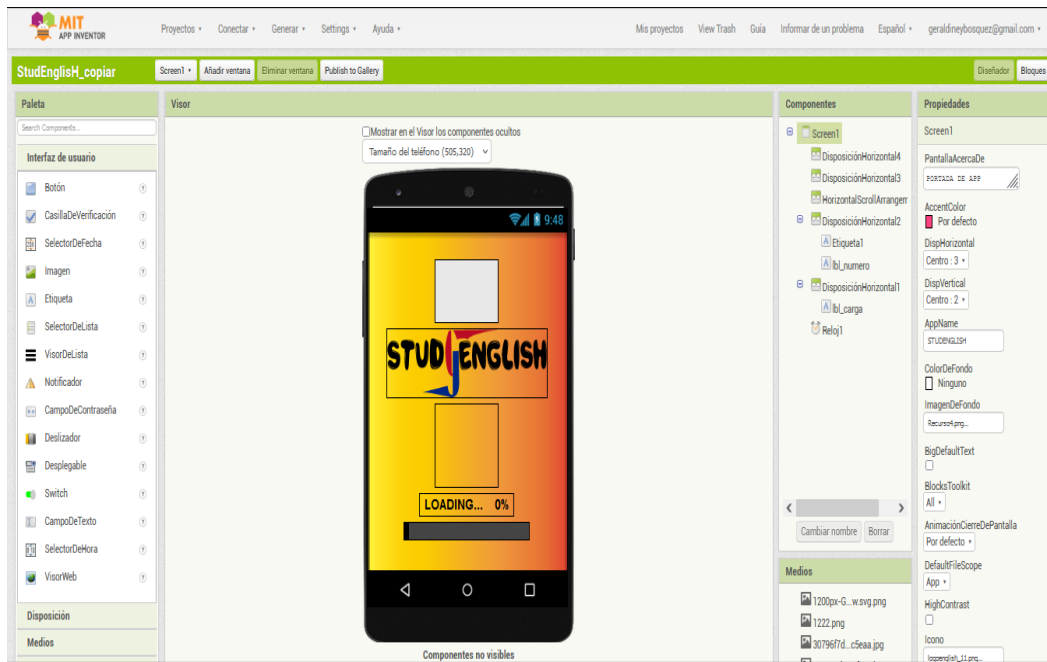 MIT
APP INVENTOR
Proyectos Conectar Generar Settings Ayuda
Mis proyectos View Trash Guía Informar de un problema Español geraldineybosquez@gmail.com
StudEnglisH_copiar
Screen1 Añadir ventana Eliminar ventana Publish to Gallery
Diseñador Bloques
Paleta
Search Components...
Interfaz de usuario
Botón
CasillaDeVerificación
SelectorDeFecha
Imagen
Etiqueta
SelectorDeLista
VisorDeLista
Notificador
CampoDeContraseña
Deslizador
Desplegable
Switch
CampoDeTexto
SelectorDeHora
VisorWeb
Disposición
Medios
Visor
Mostrar en el Visor los componentes ocultos
Tamaño del teléfono (505,320)
9:48
STUD ENGLISH
LOADING... 0%
Componentes no visibles
Componentes
Screen1
DisposiciónHorizontal4
DisposiciónHorizontal3
HorizontalScrollArrangem
DisposiciónHorizontal2
Etiqueta1
lbl_numero
DisposiciónHorizontal1
lbl_carga
Reloj1
Cambiar nombre Borrar
Medios
1200px-G...w.svg.png
1222.png
30796f7d...c5eaa.jpg
Propiedades
Screen1
PantallaAcercaDe
PORTADA DE APP
AccentColor
Por defecto
DispHorizontal
Centro : 3
DispVertical
Centro : 2
AppName
STUDENGLISH
ColorDeFondo
Ninguno
ImagenDeFondo
Recurso4.png...
BigDefaultText
BlocksToolkit
All
AnimaciónCierreDePantalla
Por defecto
DefaultFileScope
App
HighContrast
Icono
logoenglish_11.png...